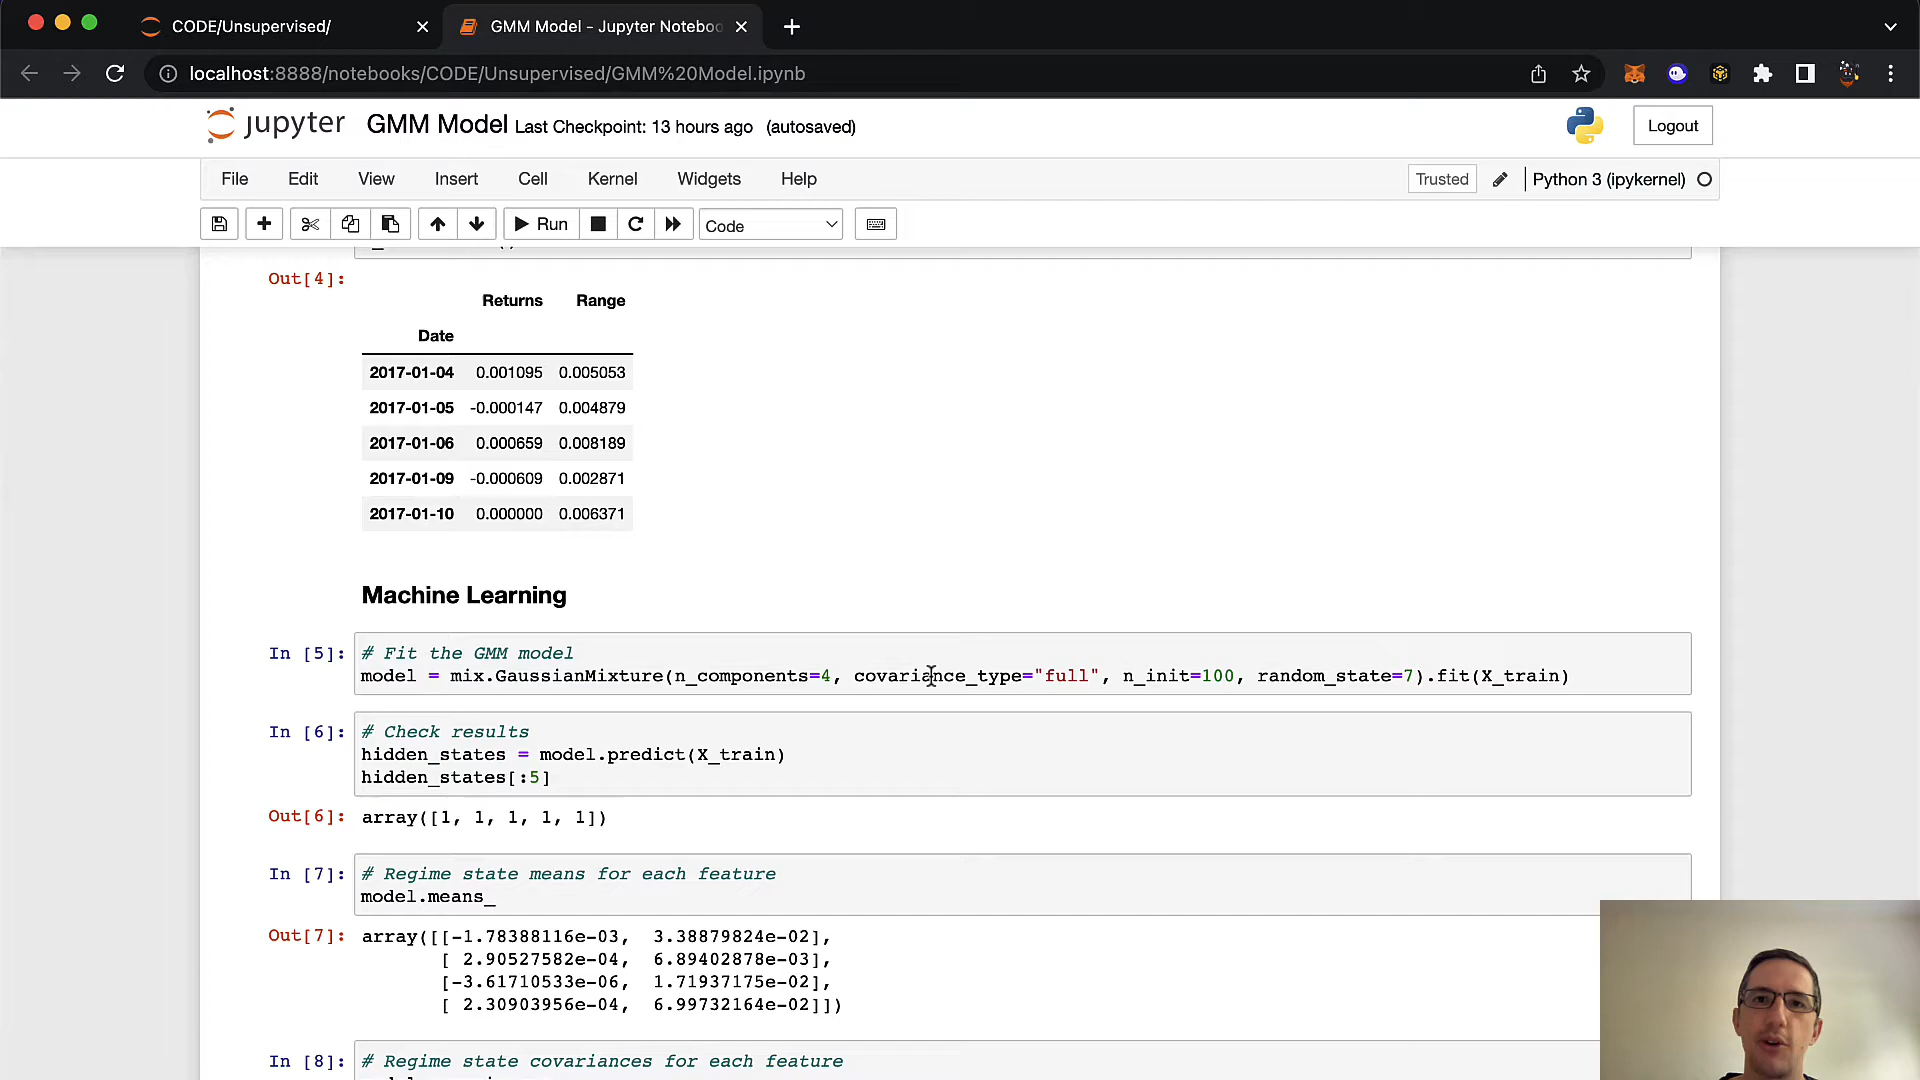 CODE/Unsupervised/
GMM Model - Jupyter Notebo
localhost:8888/notebooks/CODE/Unsupervised/GMM%20Model.ipynb
jupyter GMM Model Last Checkpoint: 13 hours ago (autosaved)
Logout
File Edit View Insert Cell Kernel Widgets Help
Trusted Python 3 (ipykernel)
Run Code
Out[4]:
Returns Range
Date
2017-01-04 0.001095 0.005053
2017-01-05 -0.000147 0.004879
2017-01-06 0.000659 0.008189
2017-01-09 -0.000609 0.002871
2017-01-10 0.000000 0.006371
Machine Learning
In [5]: # Fit the GMM model
model = mix.GaussianMixture(n_components=4, covariance_type="full", n_init=100, random_state=7).fit(X_train)
In [6]: # Check results
hidden_states = model.predict(X_train)
hidden_states[:5]
Out[6]: array([1, 1, 1, 1, 1])
In [7]: # Regime state means for each feature
model.means_
Out[7]: array([[-1.78388116e-03, 3.38879824e-02],
[ 2.90527582e-04, 6.89402878e-03],
[-3.61710533e-06, 1.71937175e-02],
[ 2.30903956e-04, 6.99732164e-02]])
In [8]: # Regime state covariances for each feature